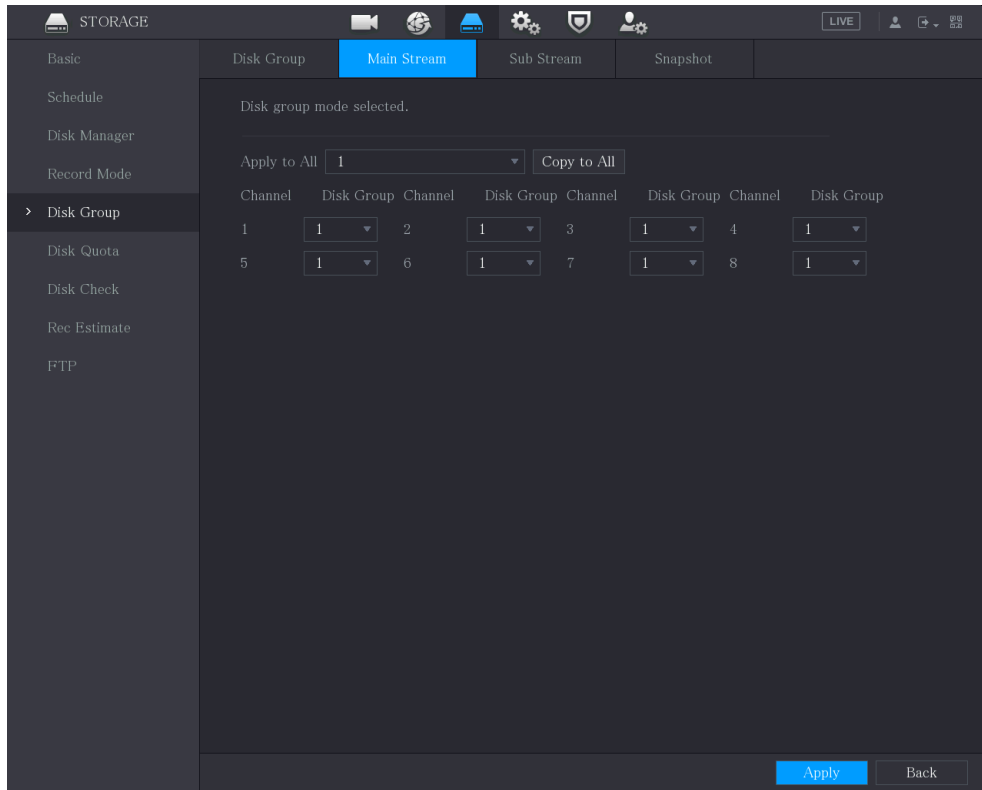 STORAGE LIVE
Basic
Schedule
Disk Manager
Record Mode
Disk Group
Disk Quota
Disk Check
Rec Estimate
FTP
Disk Group Main Stream Sub Stream Snapshot
Disk group mode selected.
Apply to All 1 Copy to All
Channel Disk Group Channel Disk Group Channel Disk Group Channel Disk Group
1 1 2 1 3 1 4 1
5 1 6 1 7 1 8 1
Apply Back